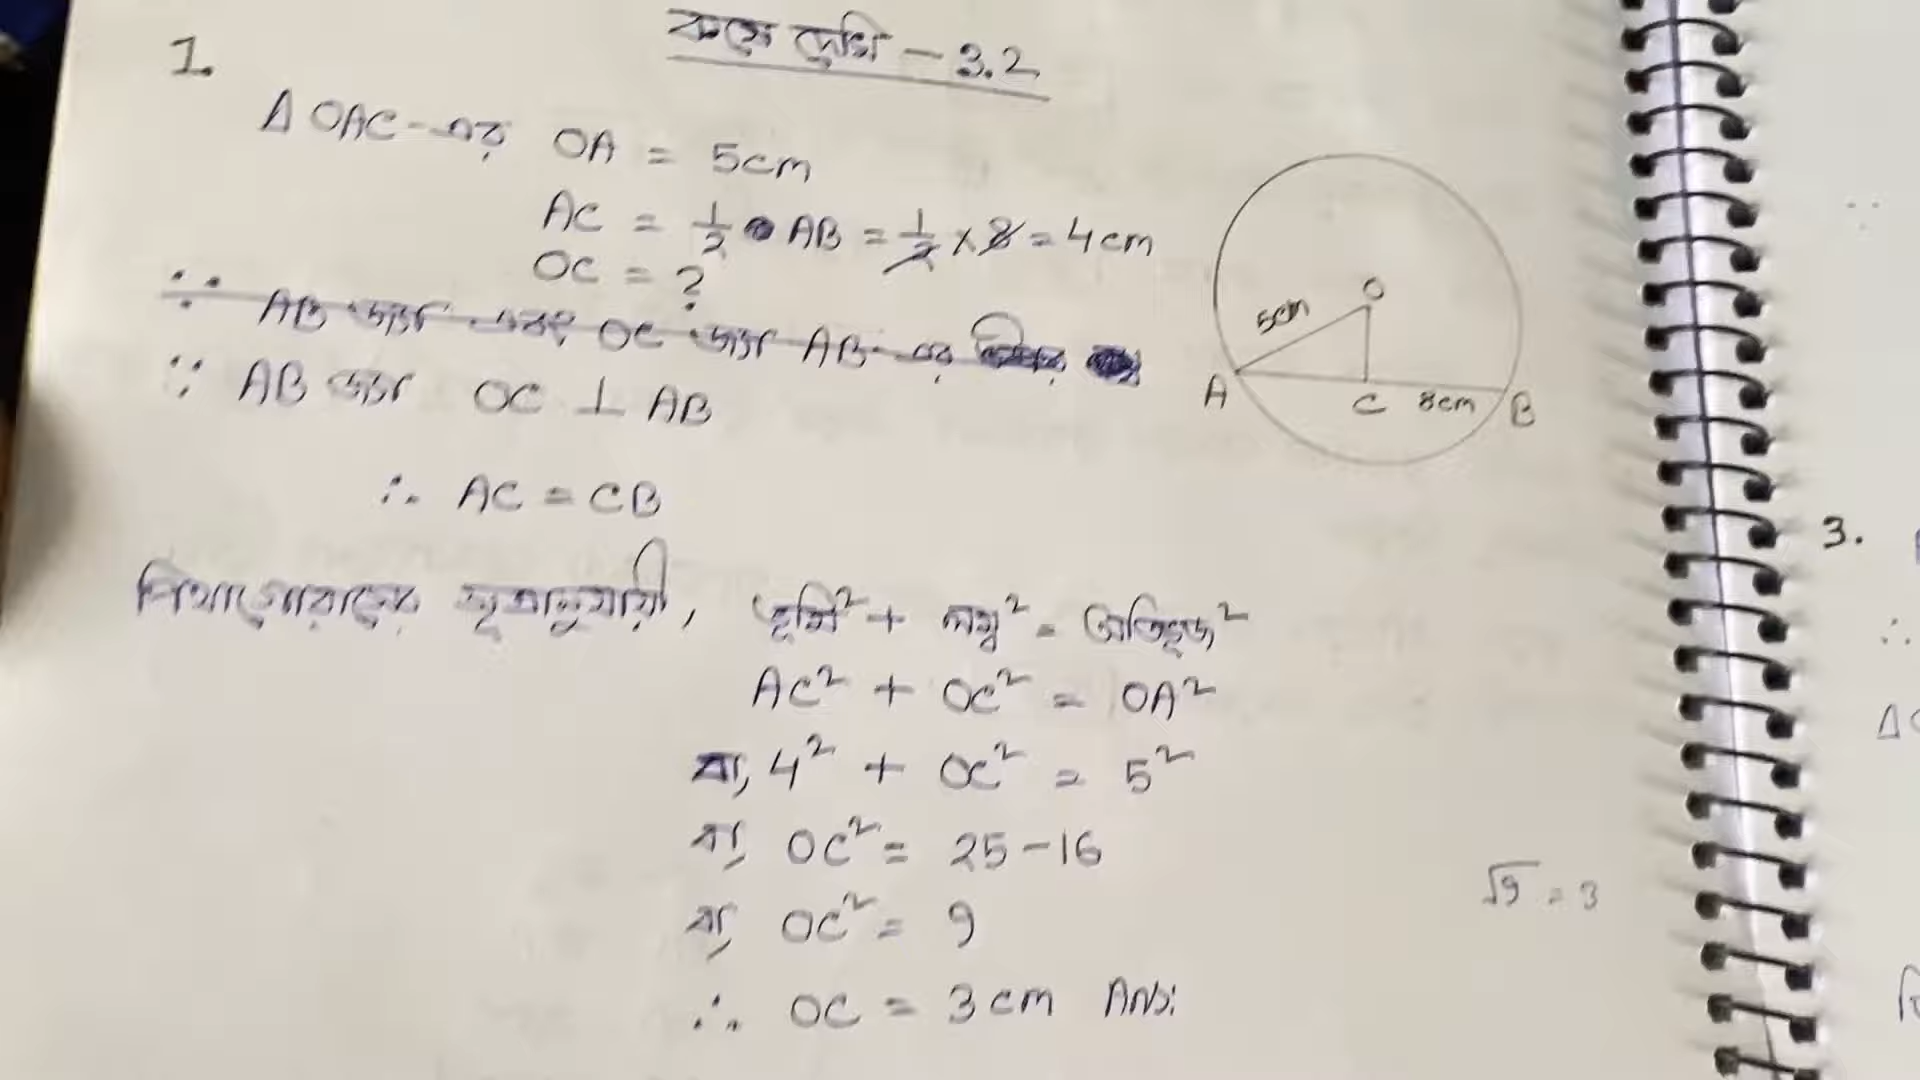 কষে দেখি - 3.2
1.
Δ OAC-এর OA = 5cm
AC = 1/2 AB = 1/2 × 8 = 4cm
OC = ?
∵ AB জ্যা এবং OC জ্যা AB-এর
∵ AB জ্যা OC ⊥ AB
∴ AC = CB
পিথাগোরাসের সূত্রানুযায়ী, ভূমি² + লম্ব² = অতিভূজ²
AC² + OC² = OA²
বা, 4² + OC² = 5²
বা, OC² = 25-16
বা, OC² = 9
∴ OC = 3cm Ans:
O
5cm
A C 8cm B
√9 = 3
3.
∴